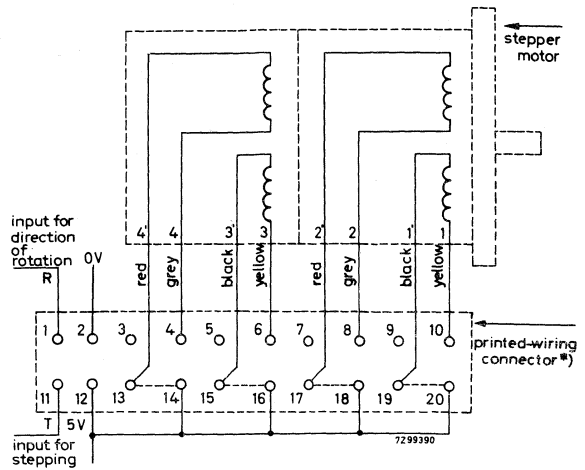 stepper
motor
4' 4 3' 3 2' 2 1' 1
red grey black yellow red grey black yellow
input for
direction
of
rotation
R
0V
1 2 3 4 5 6 7 8 9 10
printed-wiring
connector*)
11 12 13 14 15 16 17 18 19 20
T 5V
input for
stepping
7299390